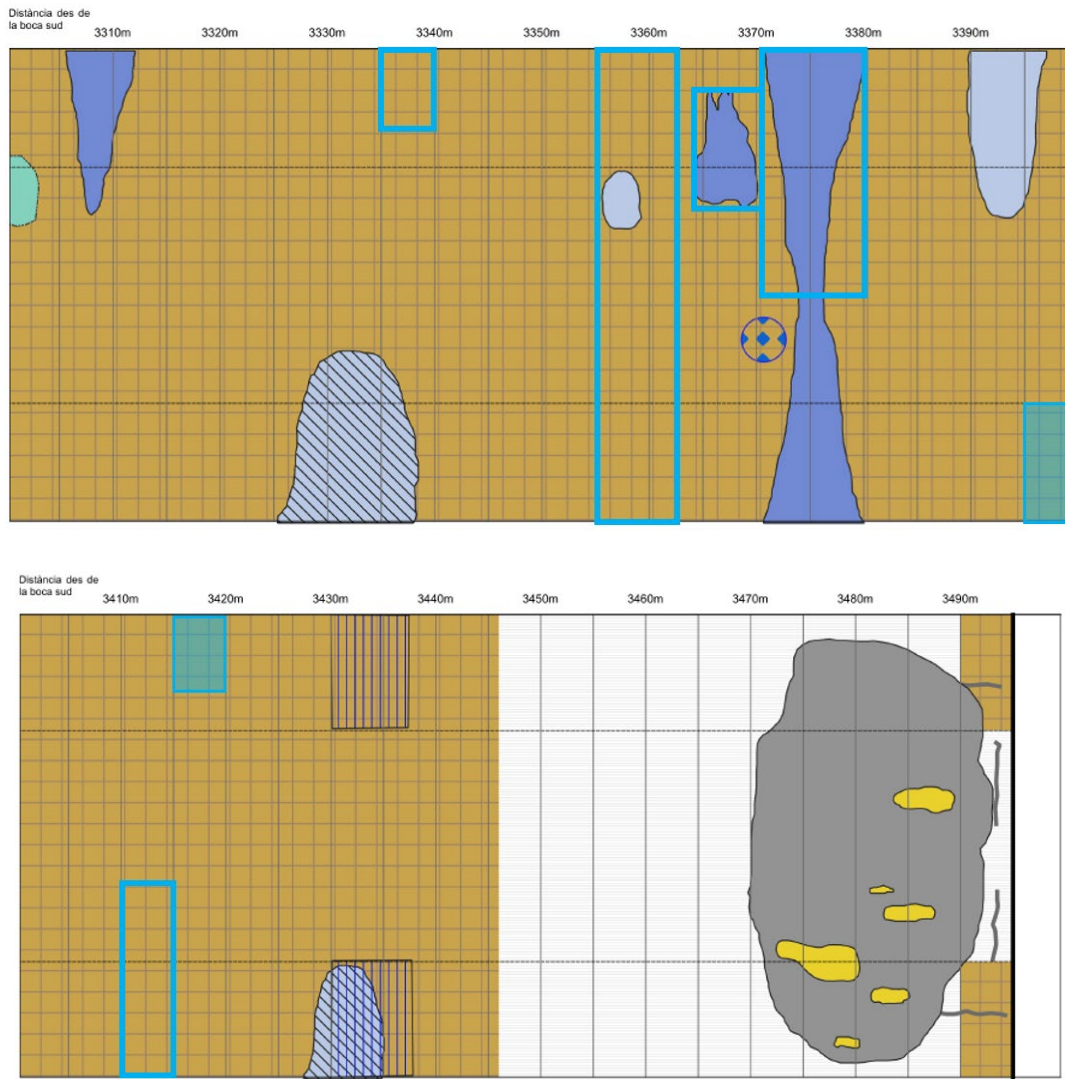 Distància des de
la boca sud
3310m 3320m 3330m 3340m 3350m 3360m 3370m 3380m 3390m
Distància des de
la boca sud
3410m 3420m 3430m 3440m 3450m 3460m 3470m 3480m 3490m